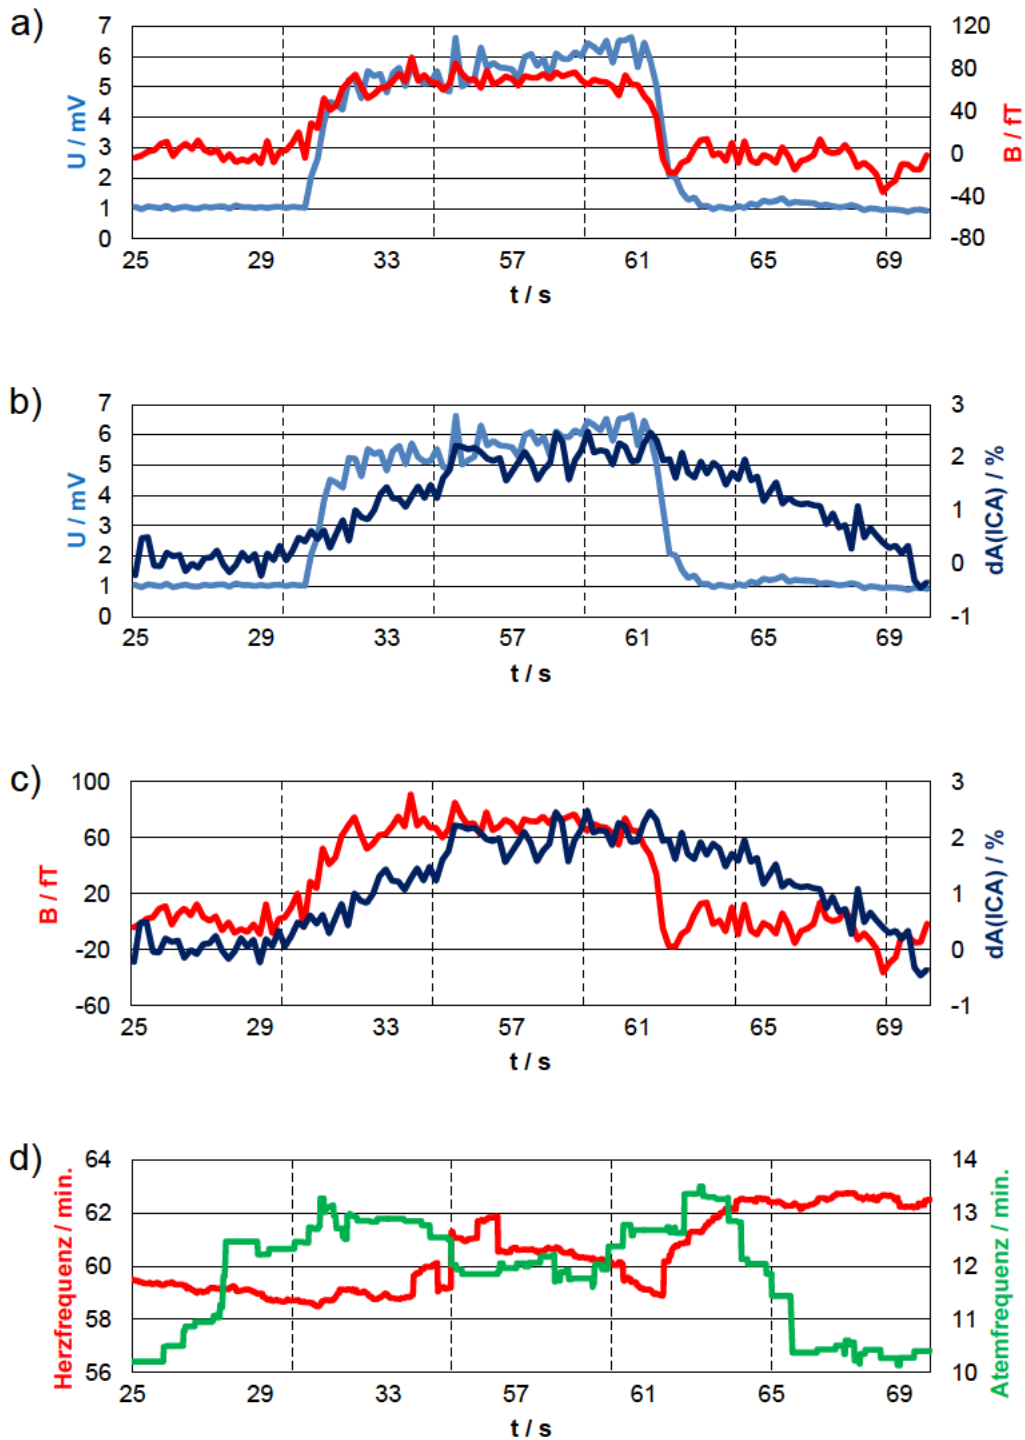 a)
7
6
5
4
3
2
1
0
U / mV
120
80
40
0
-40
-80
B / fT
25 29 33 57 61 65 69
t / s
b)
7
6
5
4
3
2
1
0
U / mV
3
2
1
0
-1
dA(ICA) / %
25 29 33 57 61 65 69
t / s
c)
100
60
20
-20
-60
B / fT
3
2
1
0
-1
dA(ICA) / %
25 29 33 57 61 65 69
t / s
d)
64
62
60
58
56
Herzfrequenz / min.
14
13
12
11
10
Atemfrequenz / min.
25 29 33 57 61 65 69
t / s